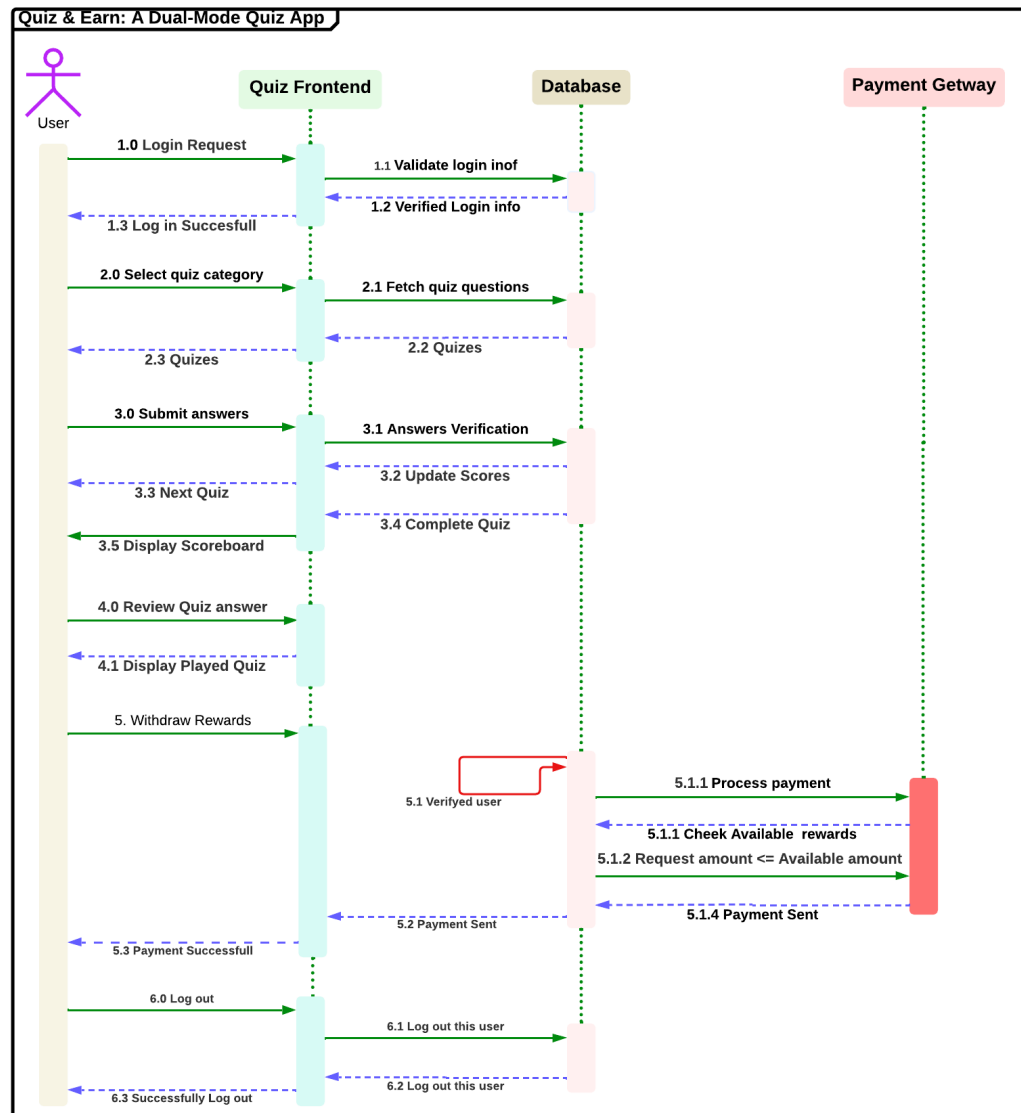 Quiz & Earn: A Dual-Mode Quiz App
User
Quiz Frontend
Database
Payment Getway
1.0 Login Request
1.1 Validate login inof
1.2 Verified Login info
1.3 Log in Succesfull
2.0 Select quiz category
2.1 Fetch quiz questions
2.2 Quizes
2.3 Quizes
3.0 Submit answers
3.1 Answers Verification
3.2 Update Scores
3.3 Next Quiz
3.4 Complete Quiz
3.5 Display Scoreboard
4.0 Review Quiz answer
4.1 Display Played Quiz
5. Withdraw Rewards
5.1 Verifyed user
5.1.1 Process payment
5.1.1 Cheek Available rewards
5.1.2 Request amount <= Available amount
5.1.4 Payment Sent
5.2 Payment Sent
5.3 Payment Successfull
6.0 Log out
6.1 Log out this user
6.2 Log out this user
6.3 Successfully Log out